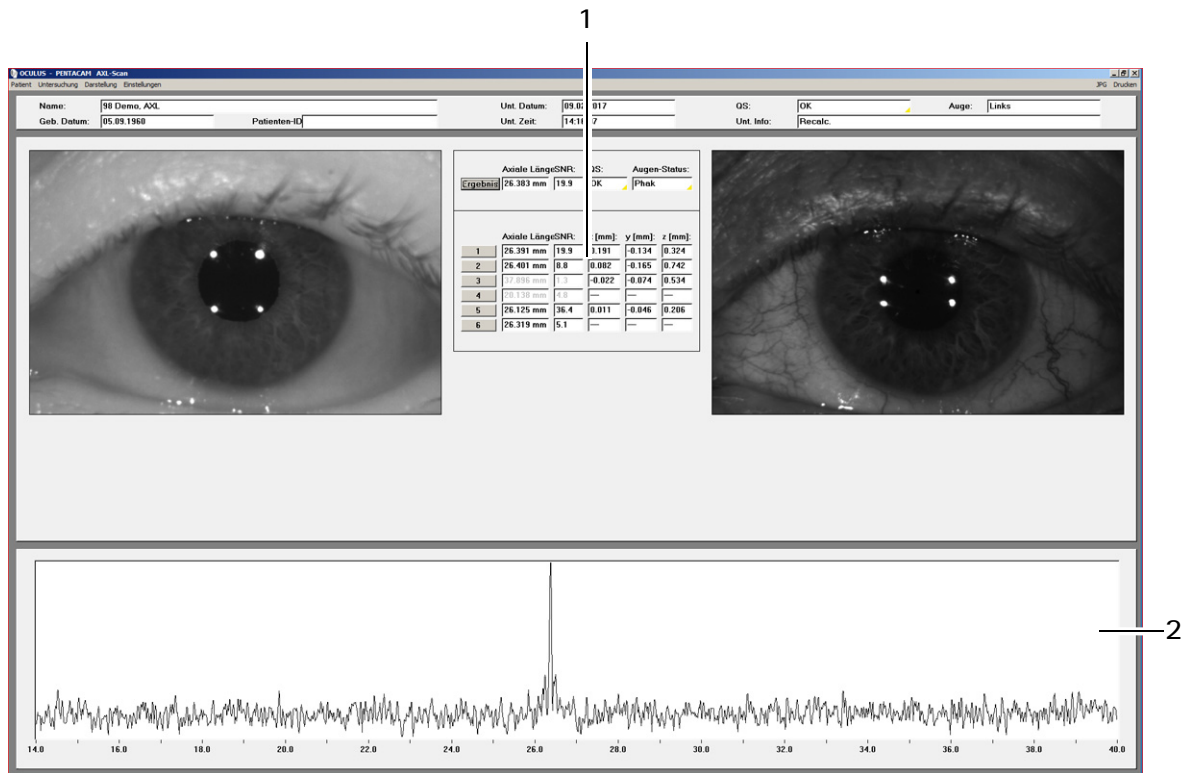 1
OCULUS - PENTACAM AXL-Scan
Patient Untersuchung Darstellung Einstellungen JPG Drucken
Name: 98 Demo, AXL Unt. Datum: 09.02 017 QS: OK Auge: Links
Geb. Datum: 05.09.1960 Patienten-ID Unt. Zeit: Unt. Info: Recalc.
Axiale Länge SNR: QS: Augen-Status:
Ergebnis 26.383 mm 19.9 OK Phak
Axiale Länge SNR: [mm]: y [mm]: z [mm]:
1 26.391 mm 19.9 0.191 -0.134 0.324
2 26.401 mm 8.8 0.082 -0.165 0.742
3 37.896 mm 1.3 -0.022 -0.074 0.534
4 20.138 mm 4.8 --- --- ---
5 26.125 mm 36.4 0.011 -0.046 0.206
6 26.319 mm 5.1 --- --- ---
2
14.0 16.0 18.0 20.0 22.0 24.0 26.0 28.0 30.0 32.0 34.0 36.0 38.0 40.0